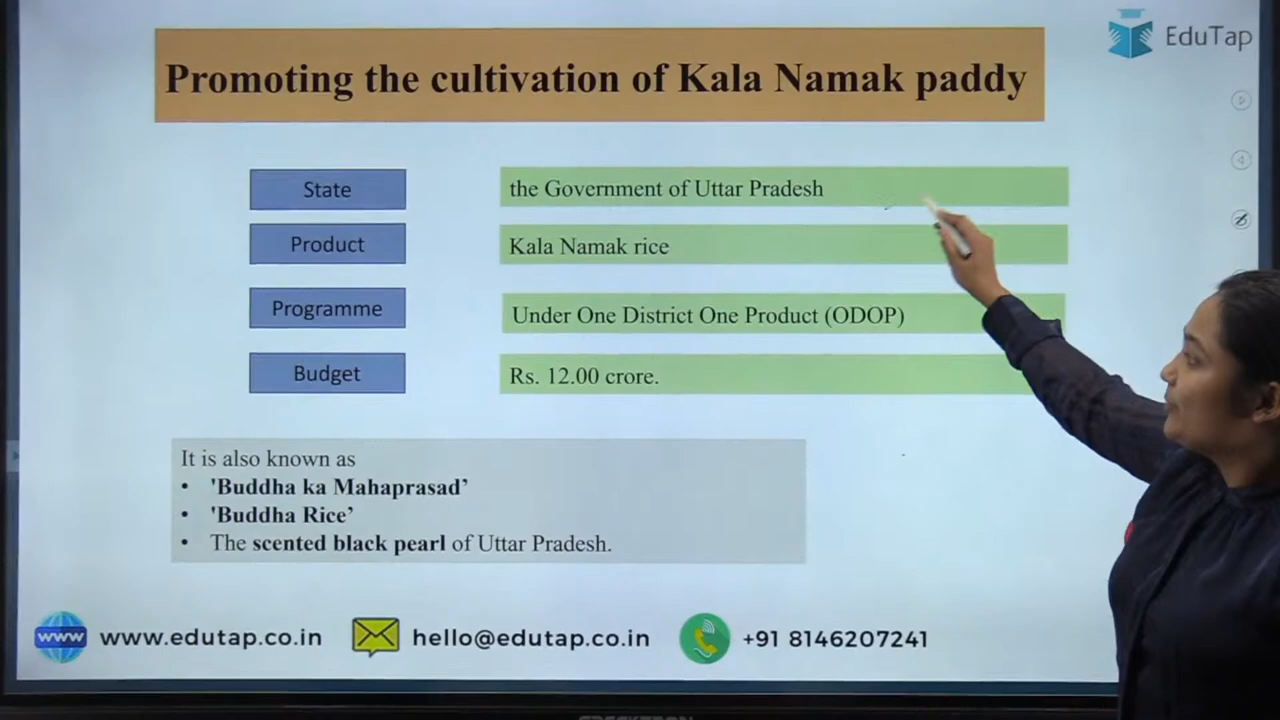 EduTap
Promoting the cultivation of Kala Namak paddy
State
the Government of Uttar Pradesh
Product
Kala Namak rice
Programme
Under One District One Product (ODOP)
Budget
Rs. 12.00 crore.
It is also known as
• 'Buddha ka Mahaprasad’
• 'Buddha Rice’
• The scented black pearl of Uttar Pradesh.
www
www.edutap.co.in
hello@edutap.co.in
+91 8146207241